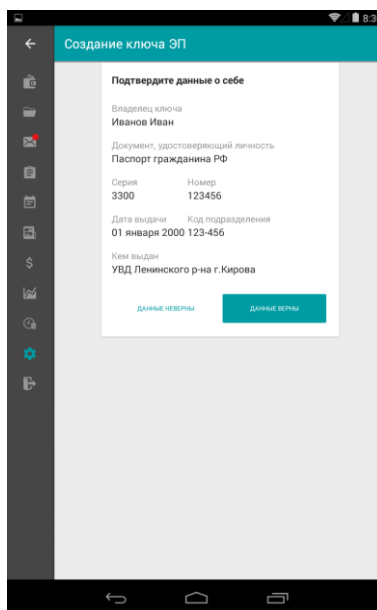 8:3
Создание ключа ЭП
Подтвердите данные о себе
Владелец ключа
Иванов Иван
Документ, удостоверяющий личность
Паспорт гражданина РФ
Серия Номер
3300 123456
Дата выдачи Код подразделения
01 января 2000 123-456
Кем выдан
УВД Ленинского р-на г.Кирова
ДАННЫЕ НЕВЕРНЫ ДАННЫЕ ВЕРНЫ